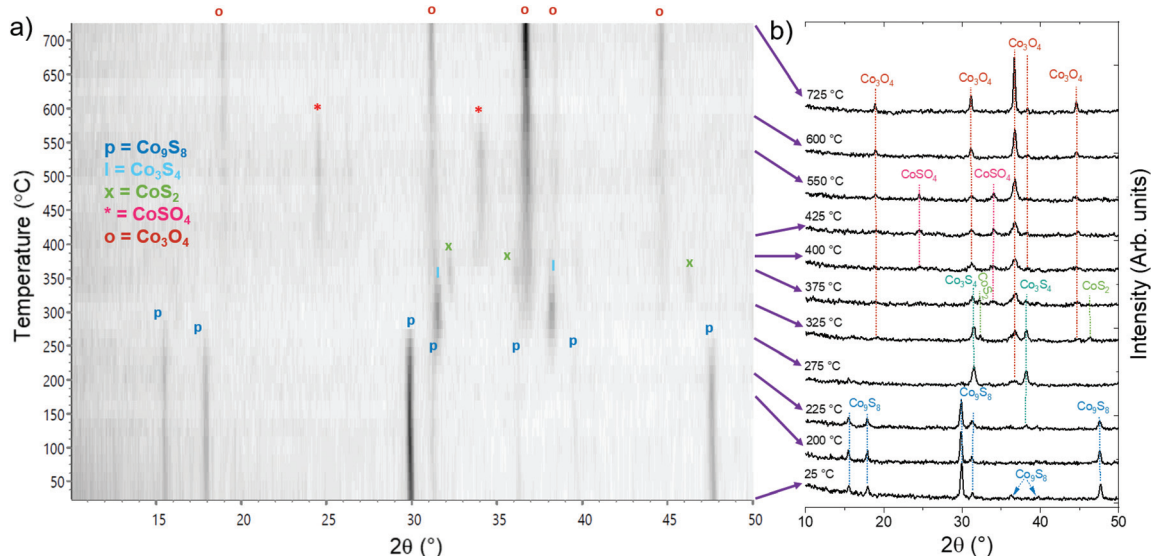 o o o o o
a)
Temperature (°C)
700
650
600
550
500
450
400
350
300
250
200
150
100
50
* *
p = Co₉S₈
l = Co₃S₄
x = CoS₂
* = CoSO₄
o = Co₃O₄
x
l x l x
p p p p p p p
15 20 25 30 35 40 45 50
2θ (°)
b)
Co₃O₄
Co₃O₄ Co₃O₄ Co₃O₄
725 °C
600 °C
CoSO₄ CoSO₄
550 °C
425 °C
400 °C
Co₃S₄ CoS₂ Co₃S₄ CoS₂
375 °C
325 °C
275 °C
Co₉S₈ Co₉S₈ Co₉S₈
225 °C
200 °C
Co₉S₈
25 °C
10 20 30 40 50
2θ (°)
Intensity (Arb. units)